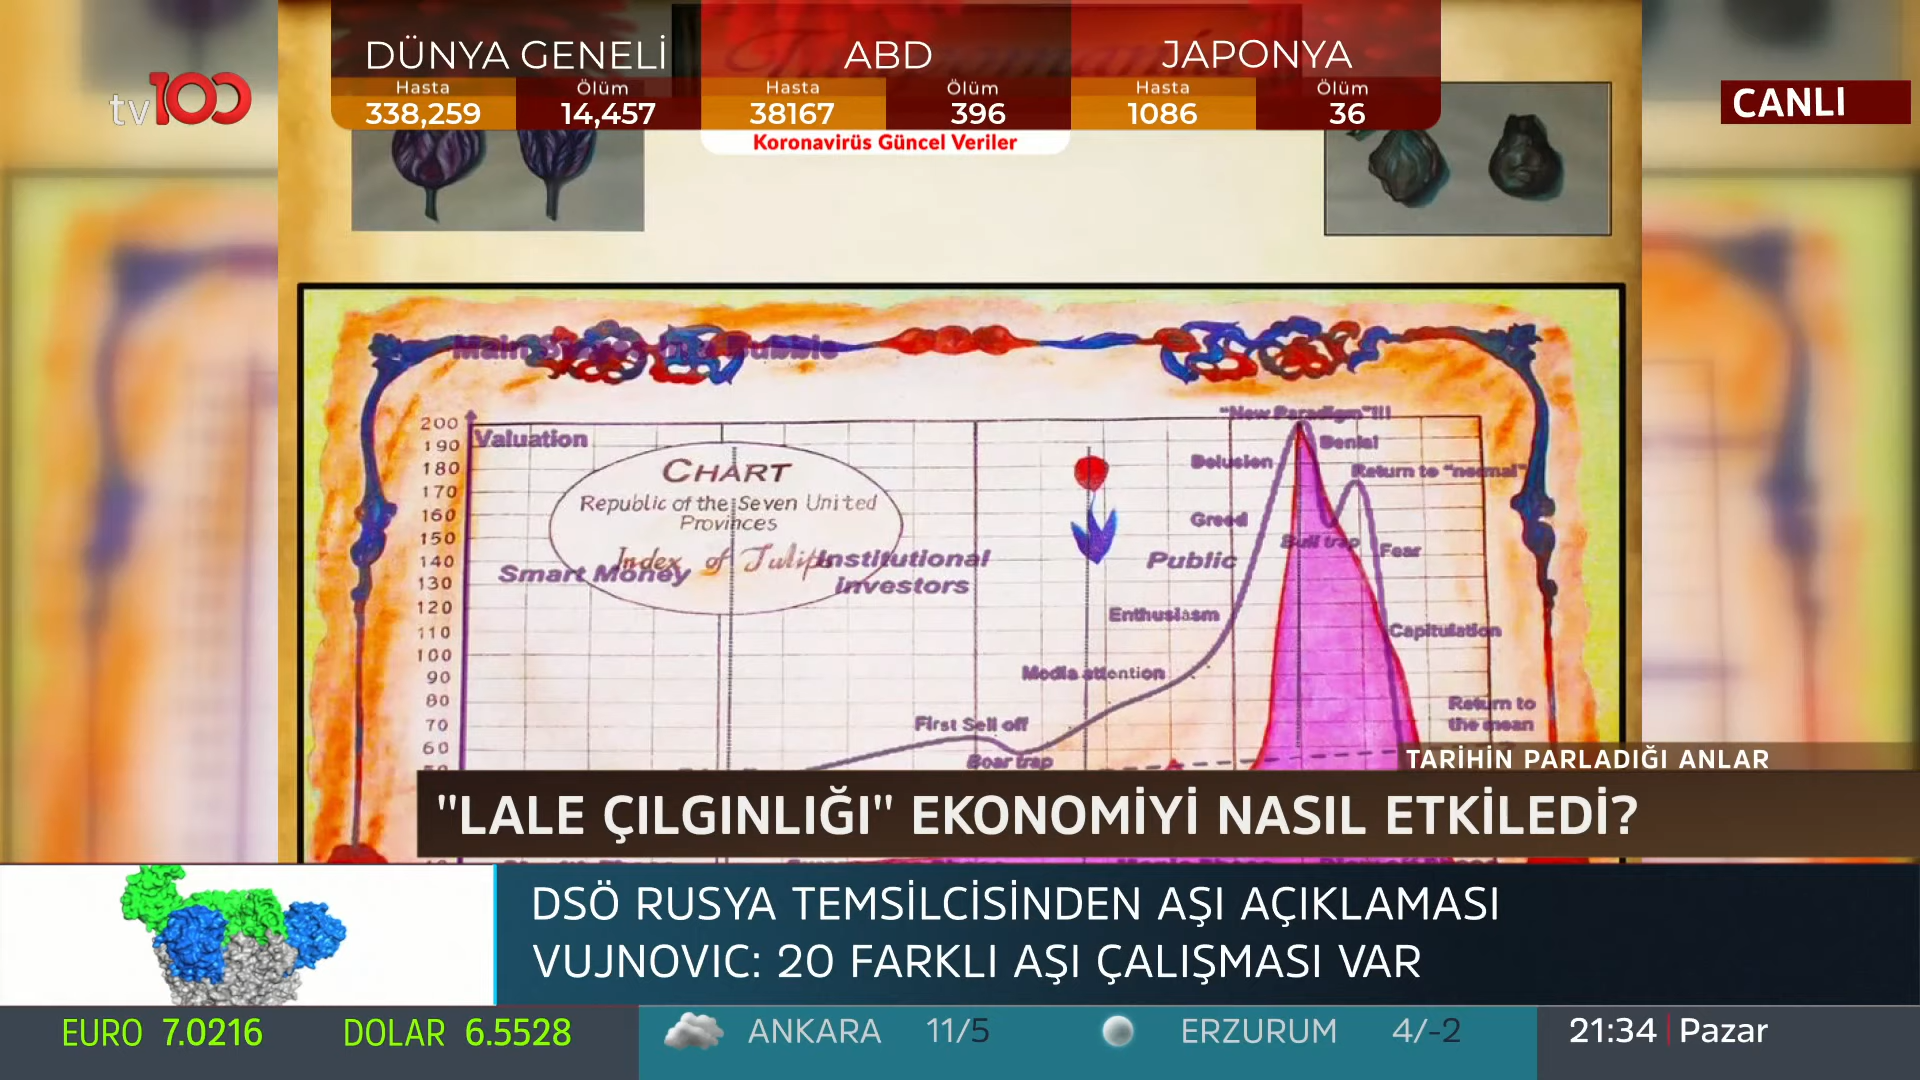 DÜNYA GENELİ
ABD
JAPONYA
Hasta
Ölüm
Hasta
Ölüm
Hasta
Ölüm
338,259
14,457
38167
396
1086
36
Koronavirüs Güncel Veriler
tv100
CANLI
Bubble
200
"New Paradigm"!!!
190
Valuation
Denial
180
CHART
Delusion
Return to "normal"
170
Republic of the Seven United
160
Provinces
Greed
150
Bull trap
140
Index of Tulips
Institutional
Public
Fear
130
Smart Money
investors
120
Enthusiasm
110
Capitulation
100
90
Media attention
80
Return to
70
First Sell off
the mean
60
Bear trap
TARİHİN PARLADIĞI ANLAR
"LALE ÇILGINLIĞI" EKONOMİYİ NASIL ETKİLEDİ?
DSÖ RUSYA TEMSİLCİSİNDEN AŞI AÇIKLAMASI
VUJNOVIC: 20 FARKLI AŞI ÇALIŞMASI VAR
EURO 7.0216 DOLAR 6.5528 ANKARA 11/5 ERZURUM 4/-2 21:34 Pazar